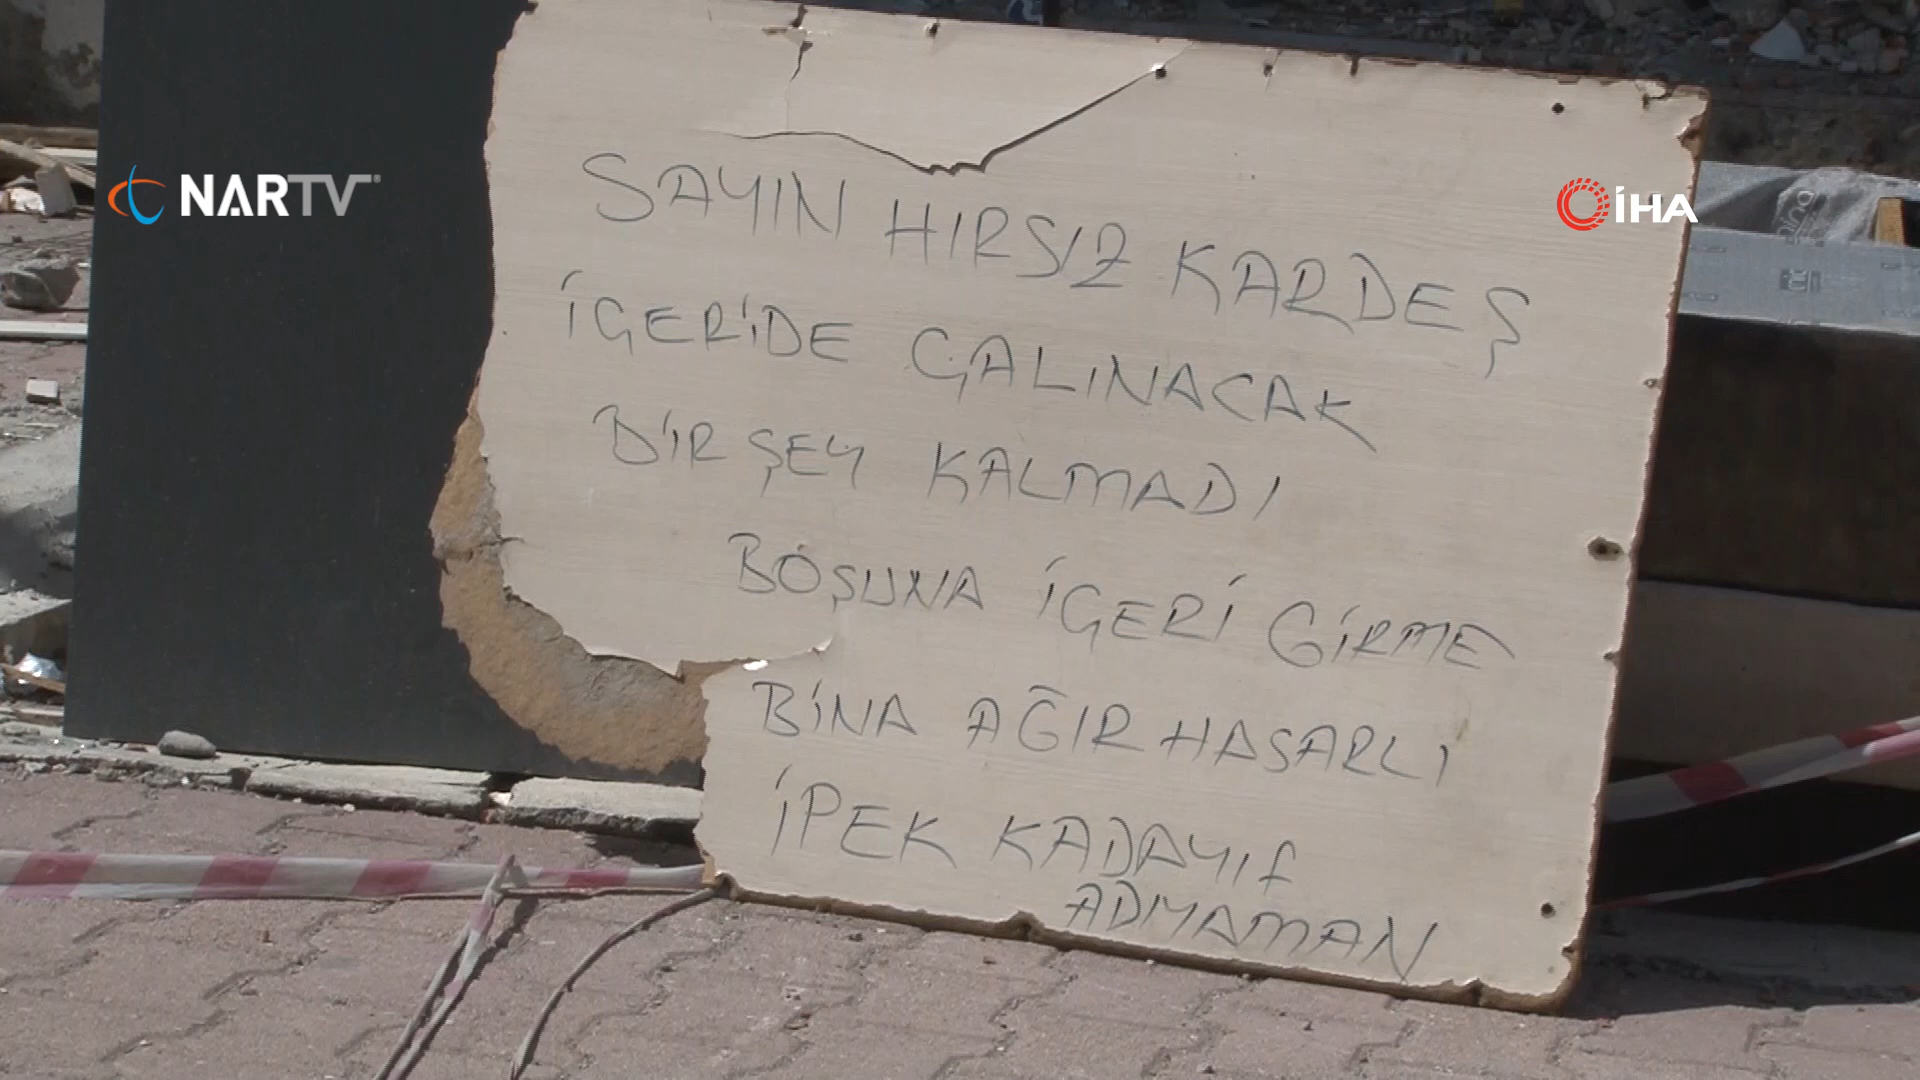 NARTV
İHA
SAYIN HIRSIZ KARDEŞ
İÇERİDE ÇALINACAK
BİR ŞEY KALMADI
BOŞUNA İÇERİ GİRME
BİNA AĞIR HASARLI
İPEK KADAYIF
ADIYAMAN